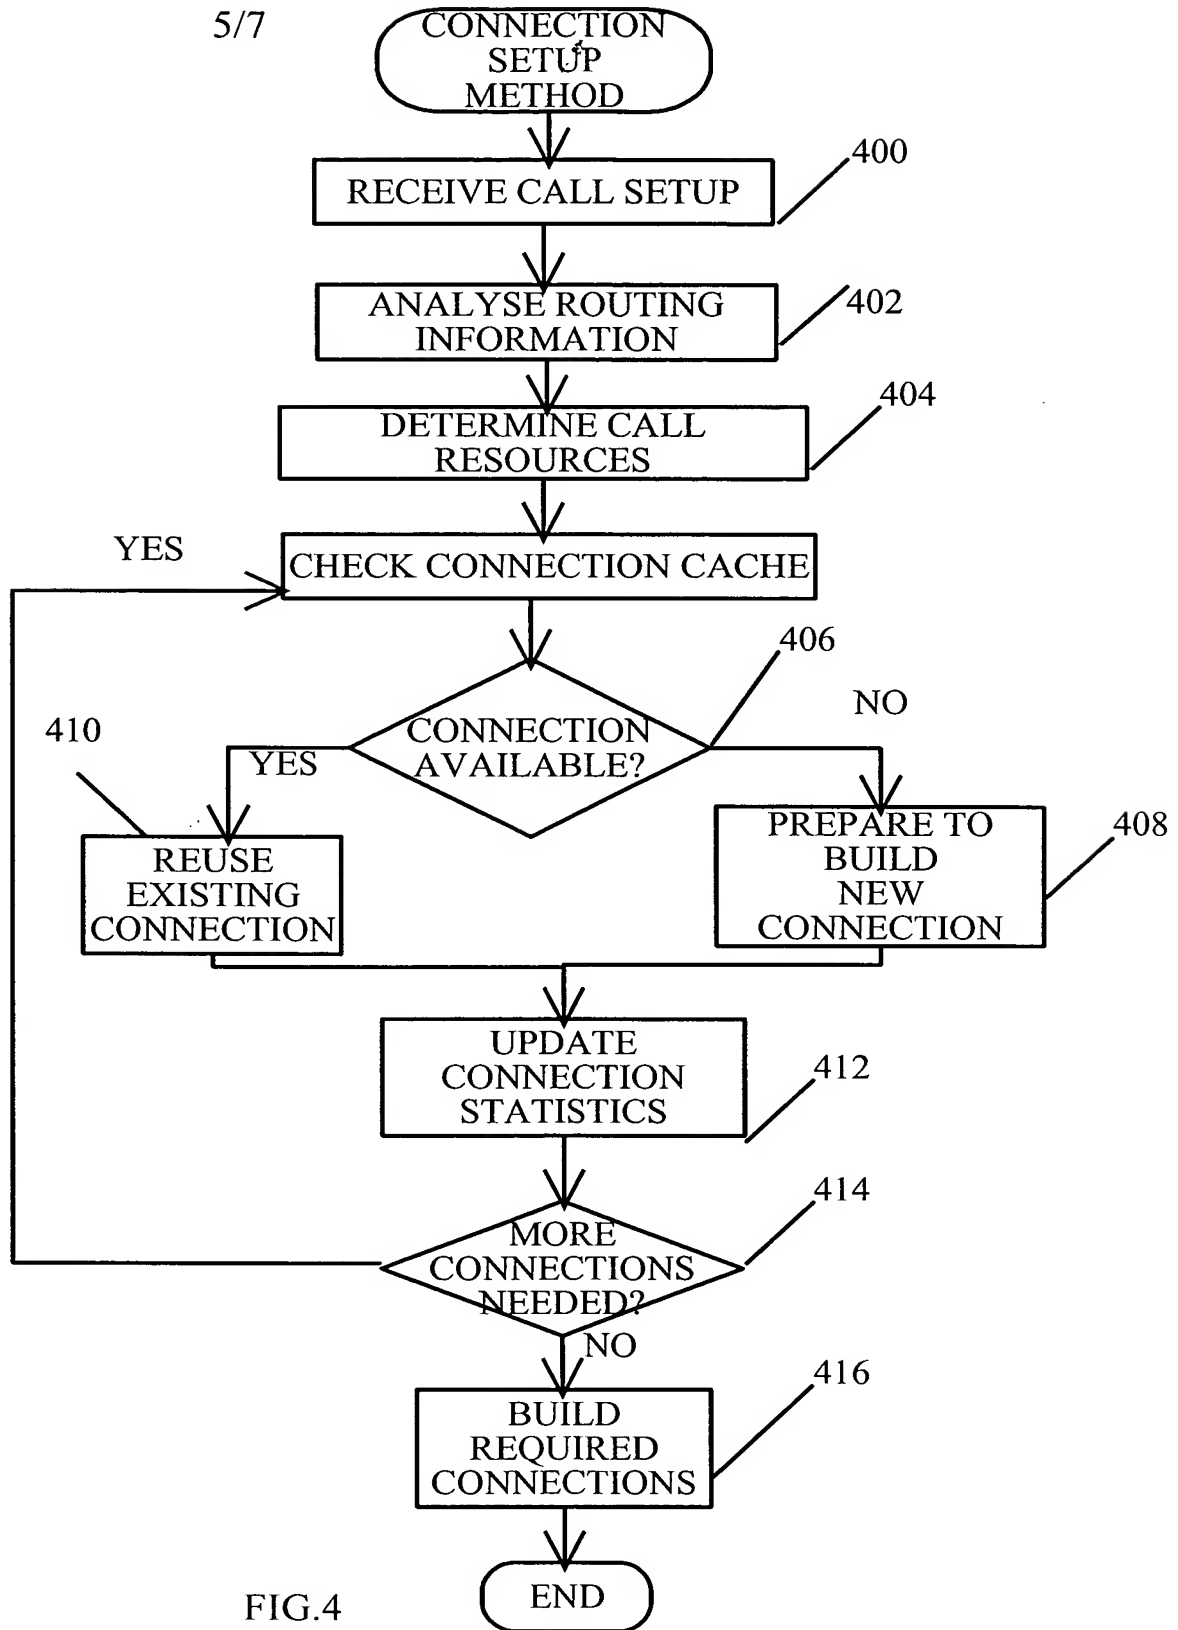 5/7
CONNECTION
SETUP
METHOD
400
RECEIVE CALL SETUP
ANALYSE ROUTING
INFORMATION
402
404
DETERMINE CALL
RESOURCES
YES
CHECK CONNECTION CACHE
406
NO
410
CONNECTION
AVAILABLE?
YES
PREPARE TO
BUILD
NEW
CONNECTION
408
REUSE
EXISTING
CONNECTION
UPDATE
CONNECTION
STATISTICS
412
414
MORE
CONNECTIONS
NEEDED?
NO
416
BUILD
REQUIRED
CONNECTIONS
END
FIG.4